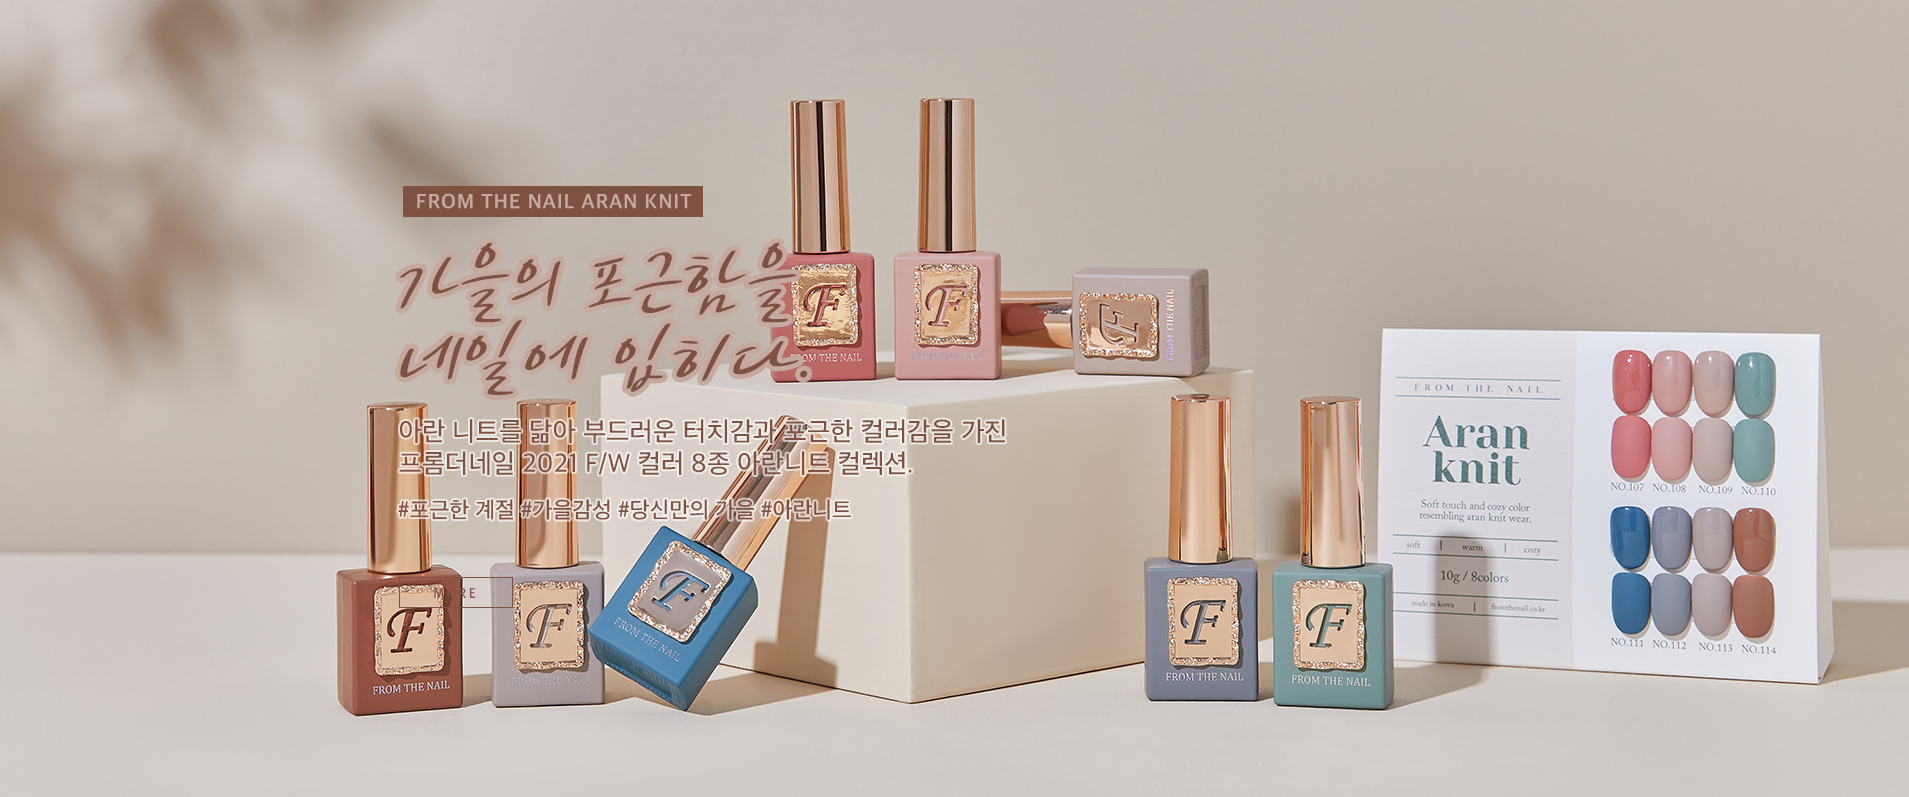 FROM THE NAIL ARAN KNIT
가을의 포근함을
네일에 입히다.
아란 니트를 닮아 부드러운 터치감과 포근한 컬러감을 가진
프롬더네일 2021 F/W 컬러 8종 아란니트 컬렉션.
#포근한 계절 #가을감성 #당신만의 가을 #아란니트
MORE
F
FROM THE NAIL
F
FROM THE NAIL
F
FROM THE NAIL
F
FROM THE NAIL
F
FROM THE NAIL
F
FROM THE NAIL
F
FROM THE NAIL
F
FROM THE NAIL
FROM THE NAIL
Aran
knit
Soft touch and cozy color
resembling aran knit wear.
soft | warm | cozy
10g / 8colors
made in korea | fromthenail.co.kr
NO.107 NO.108 NO.109 NO.110
NO.111 NO.112 NO.113 NO.114